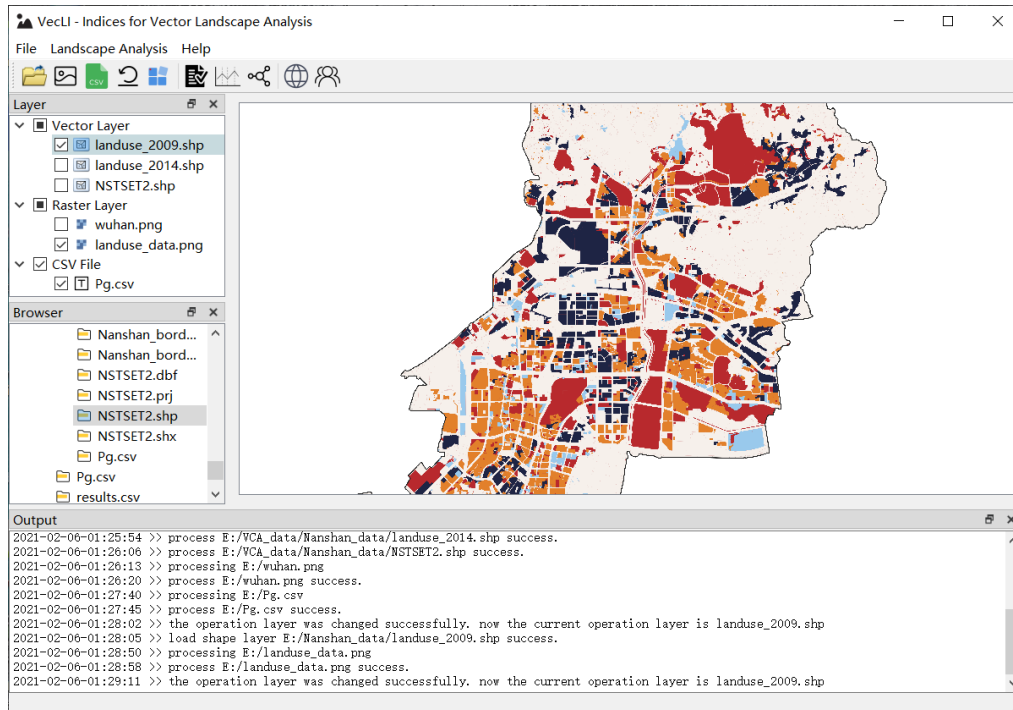 VecLI - Indices for Vector Landscape Analysis
File Landscape Analysis Help
CSV
Layer
Vector Layer
landuse_2009.shp
landuse_2014.shp
NSTSET2.shp
Raster Layer
wuhan.png
landuse_data.png
CSV File
T Pg.csv
Browser
Nanshan_bord...
Nanshan_bord...
NSTSET2.dbf
NSTSET2.prj
NSTSET2.shp
NSTSET2.shx
Pg.csv
Pg.csv
results.csv
Output
2021-02-06-01:25:54 >> process E:/VCA_data/Nanshan_data/landuse_2014.shp success.
2021-02-06-01:26:06 >> process E:/VCA_data/Nanshan_data/NSTSET2.shp success.
2021-02-06-01:26:13 >> processing E:/wuhan.png
2021-02-06-01:26:20 >> process E:/wuhan.png success.
2021-02-06-01:27:40 >> processing E:/Pg.csv
2021-02-06-01:27:45 >> process E:/Pg.csv success.
2021-02-06-01:28:02 >> the operation layer was changed successfully. now the current operation layer is landuse_2009.shp
2021-02-06-01:28:05 >> load shape layer E:/Nanshan_data/landuse_2009.shp success.
2021-02-06-01:28:50 >> processing E:/landuse_data.png
2021-02-06-01:28:58 >> process E:/landuse_data.png success.
2021-02-06-01:29:11 >> the operation layer was changed successfully. now the current operation layer is landuse_2009.shp